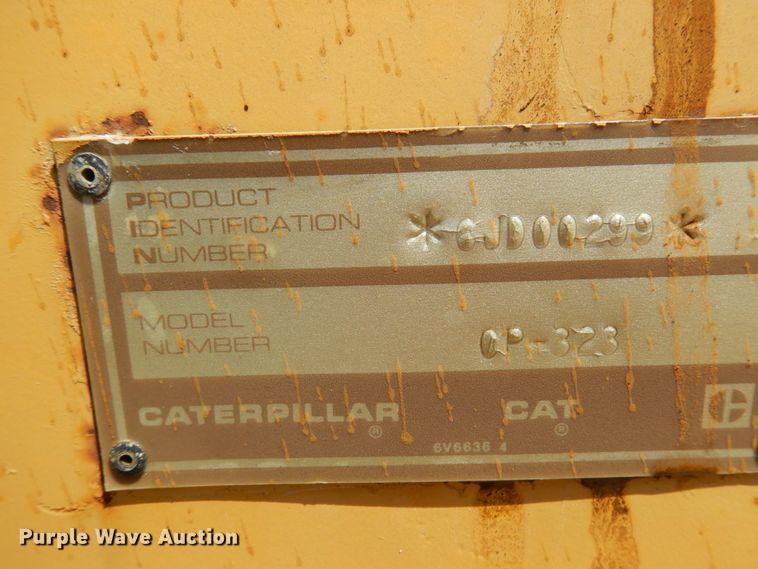 PRODUCT
IDENTIFICATION
NUMBER
*6JD00299*
MODEL
NUMBER
CP-323
CATERPILLAR ®
CAT ®
6V6636 4
Purple Wave Auction